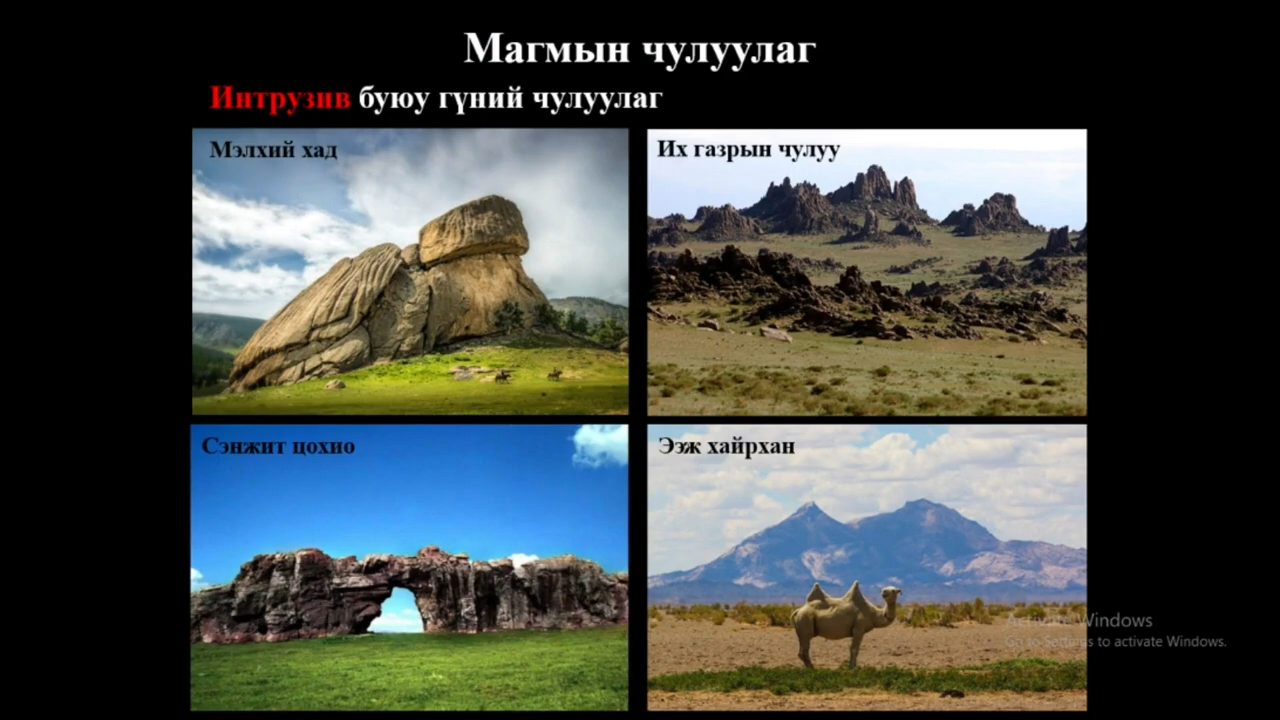 Магмын чулуулаг
Интрузив буюу гүний чулуулаг
Мэлхий хад
Их газрын чулуу
Сэнжит цохио
Ээж хайрхан
Activate Windows
Go to Settings to activate Windows.